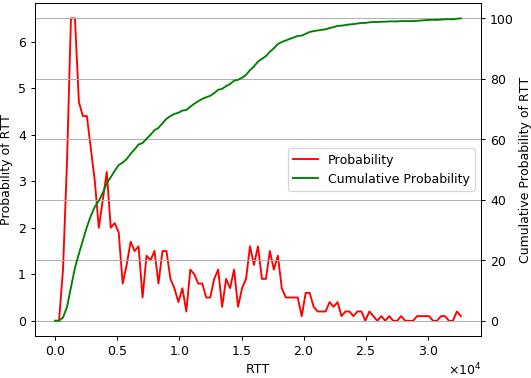 Probability of RTT
6
5
4
3
2
1
0
Probability
Cumulative Probability
100
80
60
40
20
0
Cumulative Probability of RTT
0.0 0.5 1.0 1.5 2.0 2.5 3.0
RTT
×10⁴